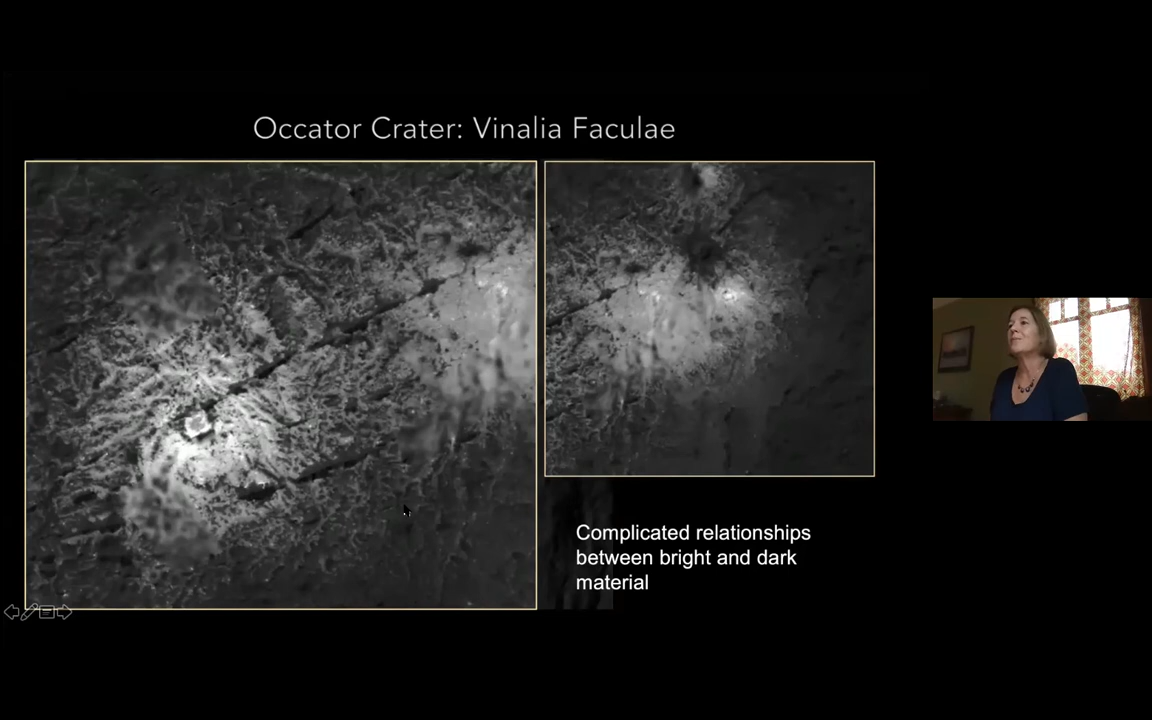 Occator Crater: Vinalia Faculae
Complicated relationships
between bright and dark
material